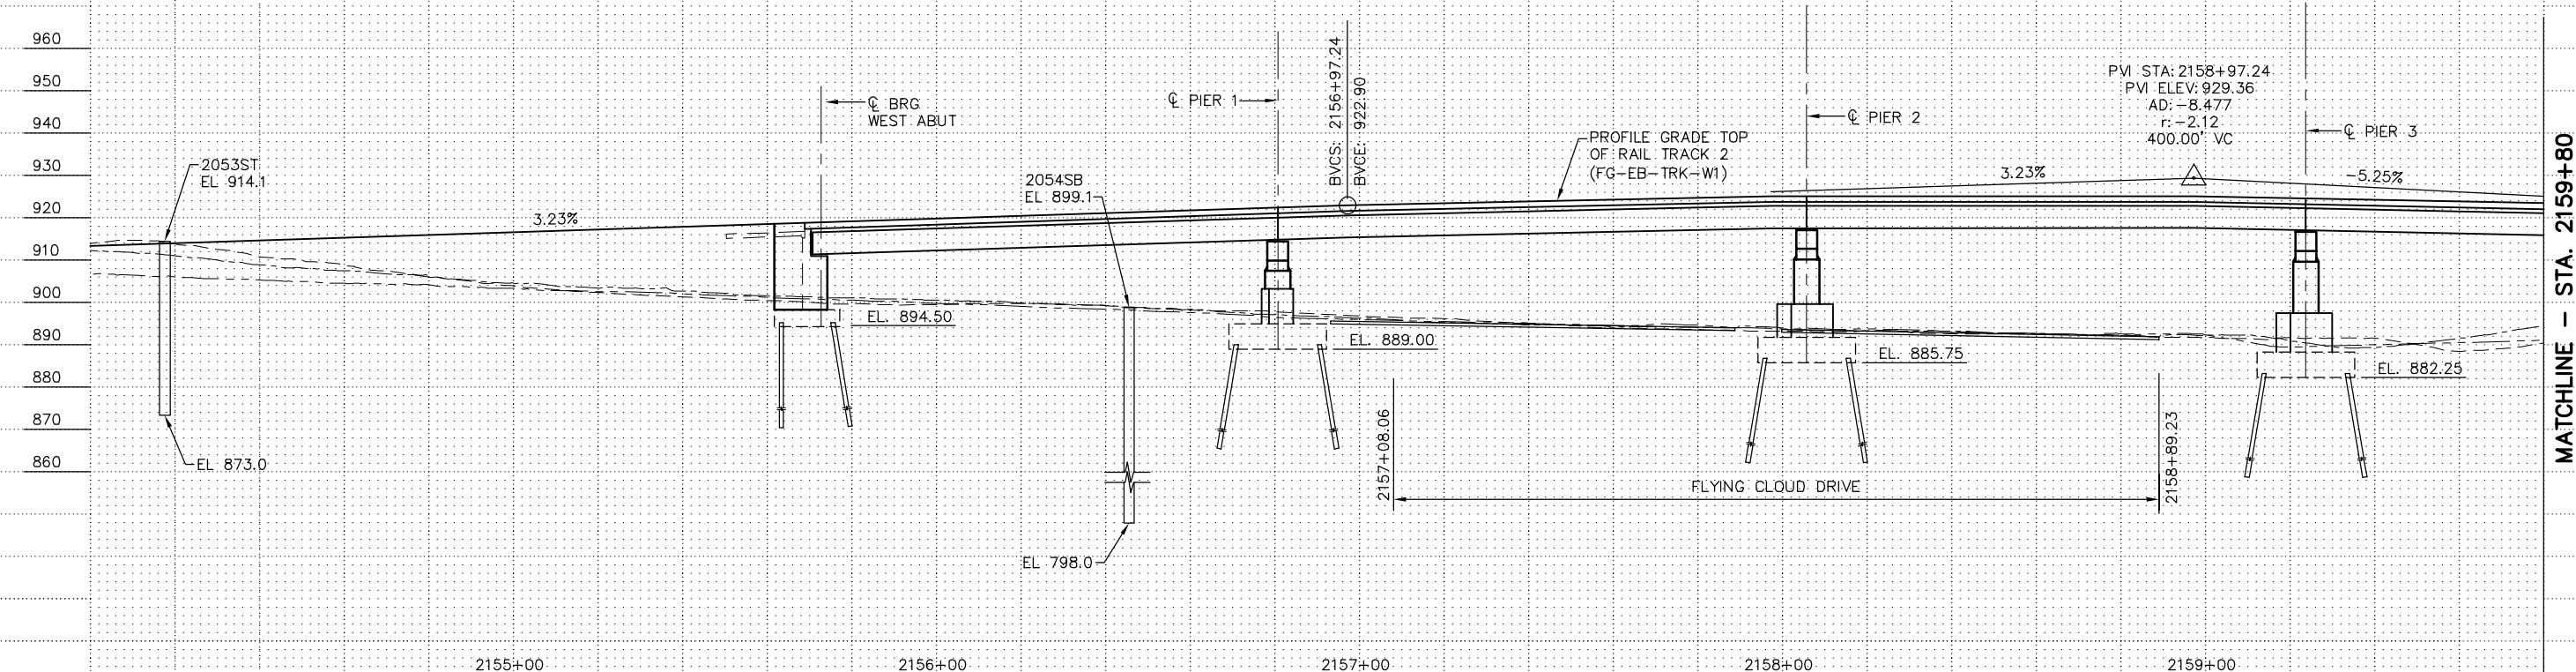 960
950
940
930
920
910
900
890
880
870
860
2053ST
EL 914.1
EL 873.0
3.23%
℄ BRG
WEST ABUT
EL. 894.50
2054SB
EL 899.1
EL 798.0
℄ PIER 1
EL. 889.00
BVCS: 2156+97.24
BVCE: 922.90
PROFILE GRADE TOP
OF RAIL TRACK 2
(FG-EB-TRK-W1)
℄ PIER 2
EL. 885.75
2157+08.06
FLYING CLOUD DRIVE
2158+89.23
PVI STA: 2158+97.24
PVI ELEV: 929.36
AD: -8.477
r: -2.12
400.00' VC
3.23%
-5.25%
℄ PIER 3
EL. 882.25
MATCHLINE - STA. 2159+80
2155+00
2156+00
2157+00
2158+00
2159+00